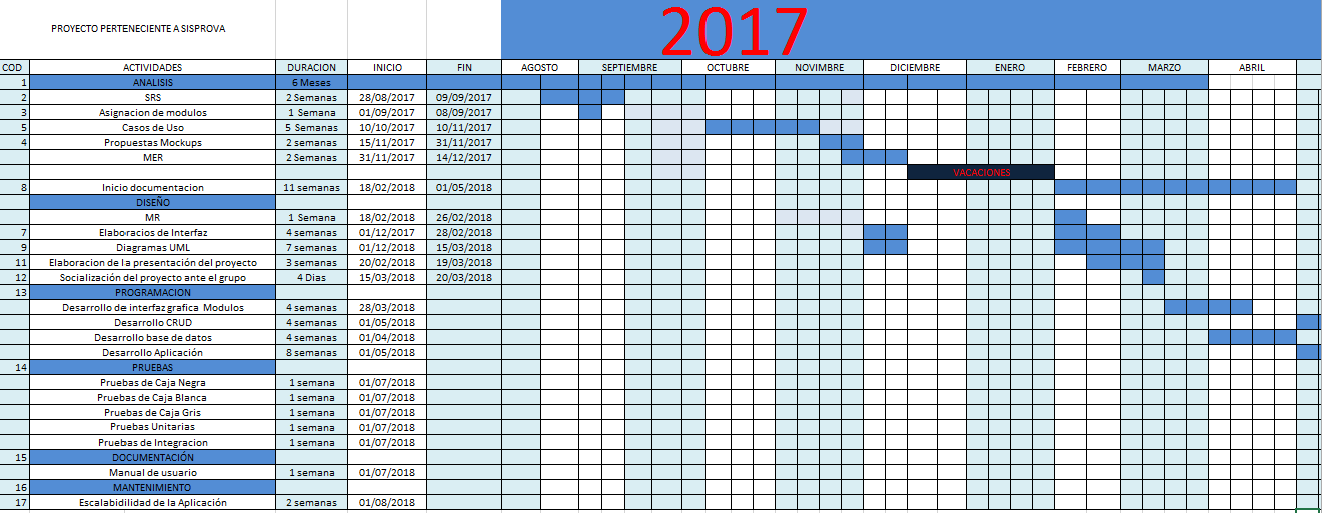 2017
PROYECTO PERTENECIENTE A SISPROVA
COD ACTIVIDADES DURACION INICIO FIN AGOSTO SEPTIEMBRE OCTUBRE NOVIMBRE DICIEMBRE ENERO FEBRERO MARZO ABRIL
1 ANALISIS 6 Meses
2 SRS 2 Semanas 28/08/2017 09/09/2017
3 Asignacion de modulos 1 Semana 01/09/2017 08/09/2017
5 Casos de Uso 5 Semanas 10/10/2017 10/11/2017
4 Propuestas Mockups 2 semanas 15/11/2017 31/11/2017
MER 2 Semanas 31/11/2017 14/12/2017
VACACIONES
8 Inicio documentacion 11 semanas 18/02/2018 01/05/2018
DISEÑO
MR 1 Semana 18/02/2018 26/02/2018
7 Elaboracios de Interfaz 4 semanas 01/12/2017 28/02/2018
9 Diagramas UML 7 semanas 01/12/2018 15/03/2018
11 Elaboracion de la presentación del proyecto 3 semanas 20/02/2018 19/03/2018
12 Socialización del proyecto ante el grupo 4 Dias 15/03/2018 20/03/2018
13 PROGRAMACION
Desarrollo de interfaz grafica Modulos 4 semanas 28/03/2018
Desarrollo CRUD 4 semanas 01/05/2018
Desarrollo base de datos 4 semanas 01/04/2018
Desarrollo Aplicación 8 semanas 01/05/2018
14 PRUEBAS
Pruebas de Caja Negra 1 semana 01/07/2018
Pruebas de Caja Blanca 1 semana 01/07/2018
Pruebas de Caja Gris 1 semana 01/07/2018
Pruebas Unitarias 1 semana 01/07/2018
Pruebas de Integracion 1 semana 01/07/2018
15 DOCUMENTACIÓN
Manual de usuario 1 semana 01/07/2018
16 MANTENIMIENTO
17 Escalabidilidad de la Aplicación 2 semanas 01/08/2018